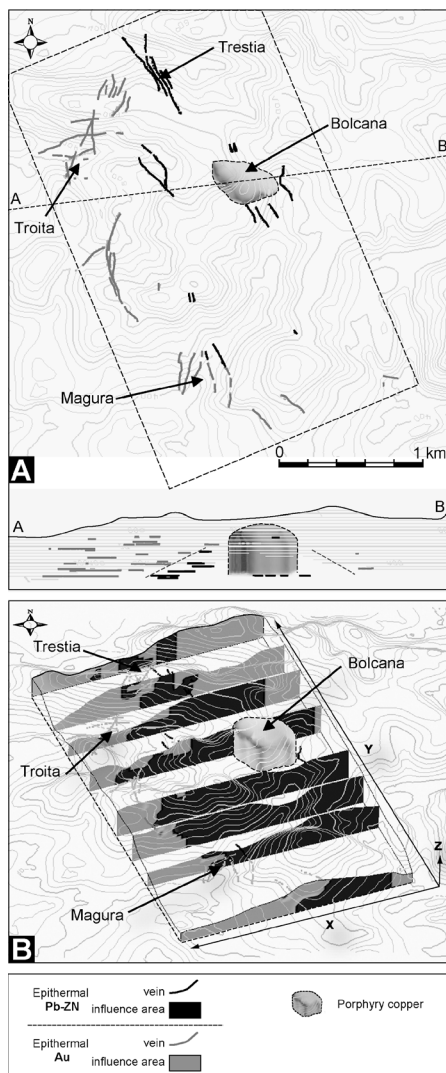 N
Trestia
Bolcana
A
B
Troita
Magura
0 1 km
A
A
B
N
Trestia
Bolcana
Troita
Y
Z
Magura
X
B
Epithermal vein
Pb-ZN influence area
Porphyry copper
Epithermal vein
Au influence area